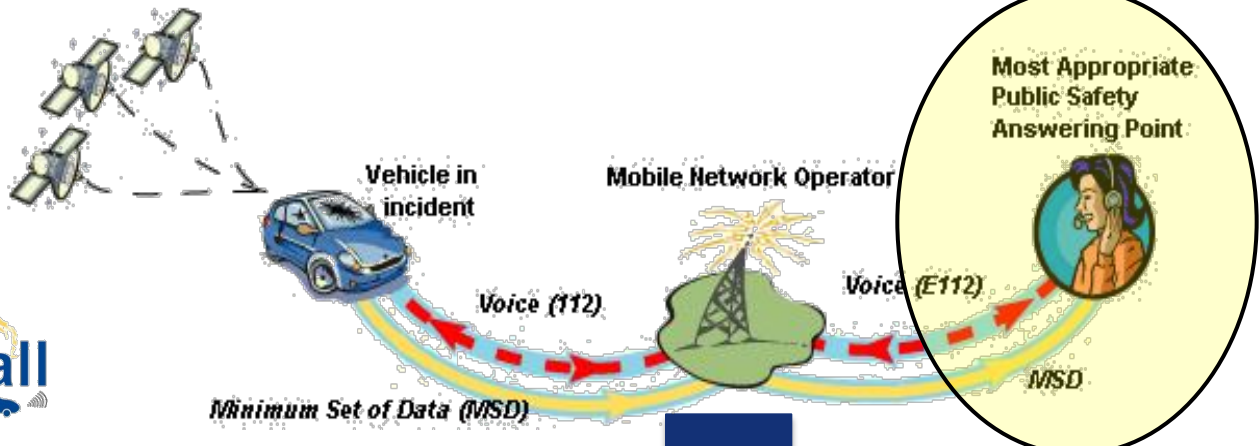 Most Appropriate
Public Safety
Answering Point
Vehicle in
incident
Mobile Network Operator
Voice (112)
Voice (E112)
all
Minimum Set of Data (MSD)
MSD